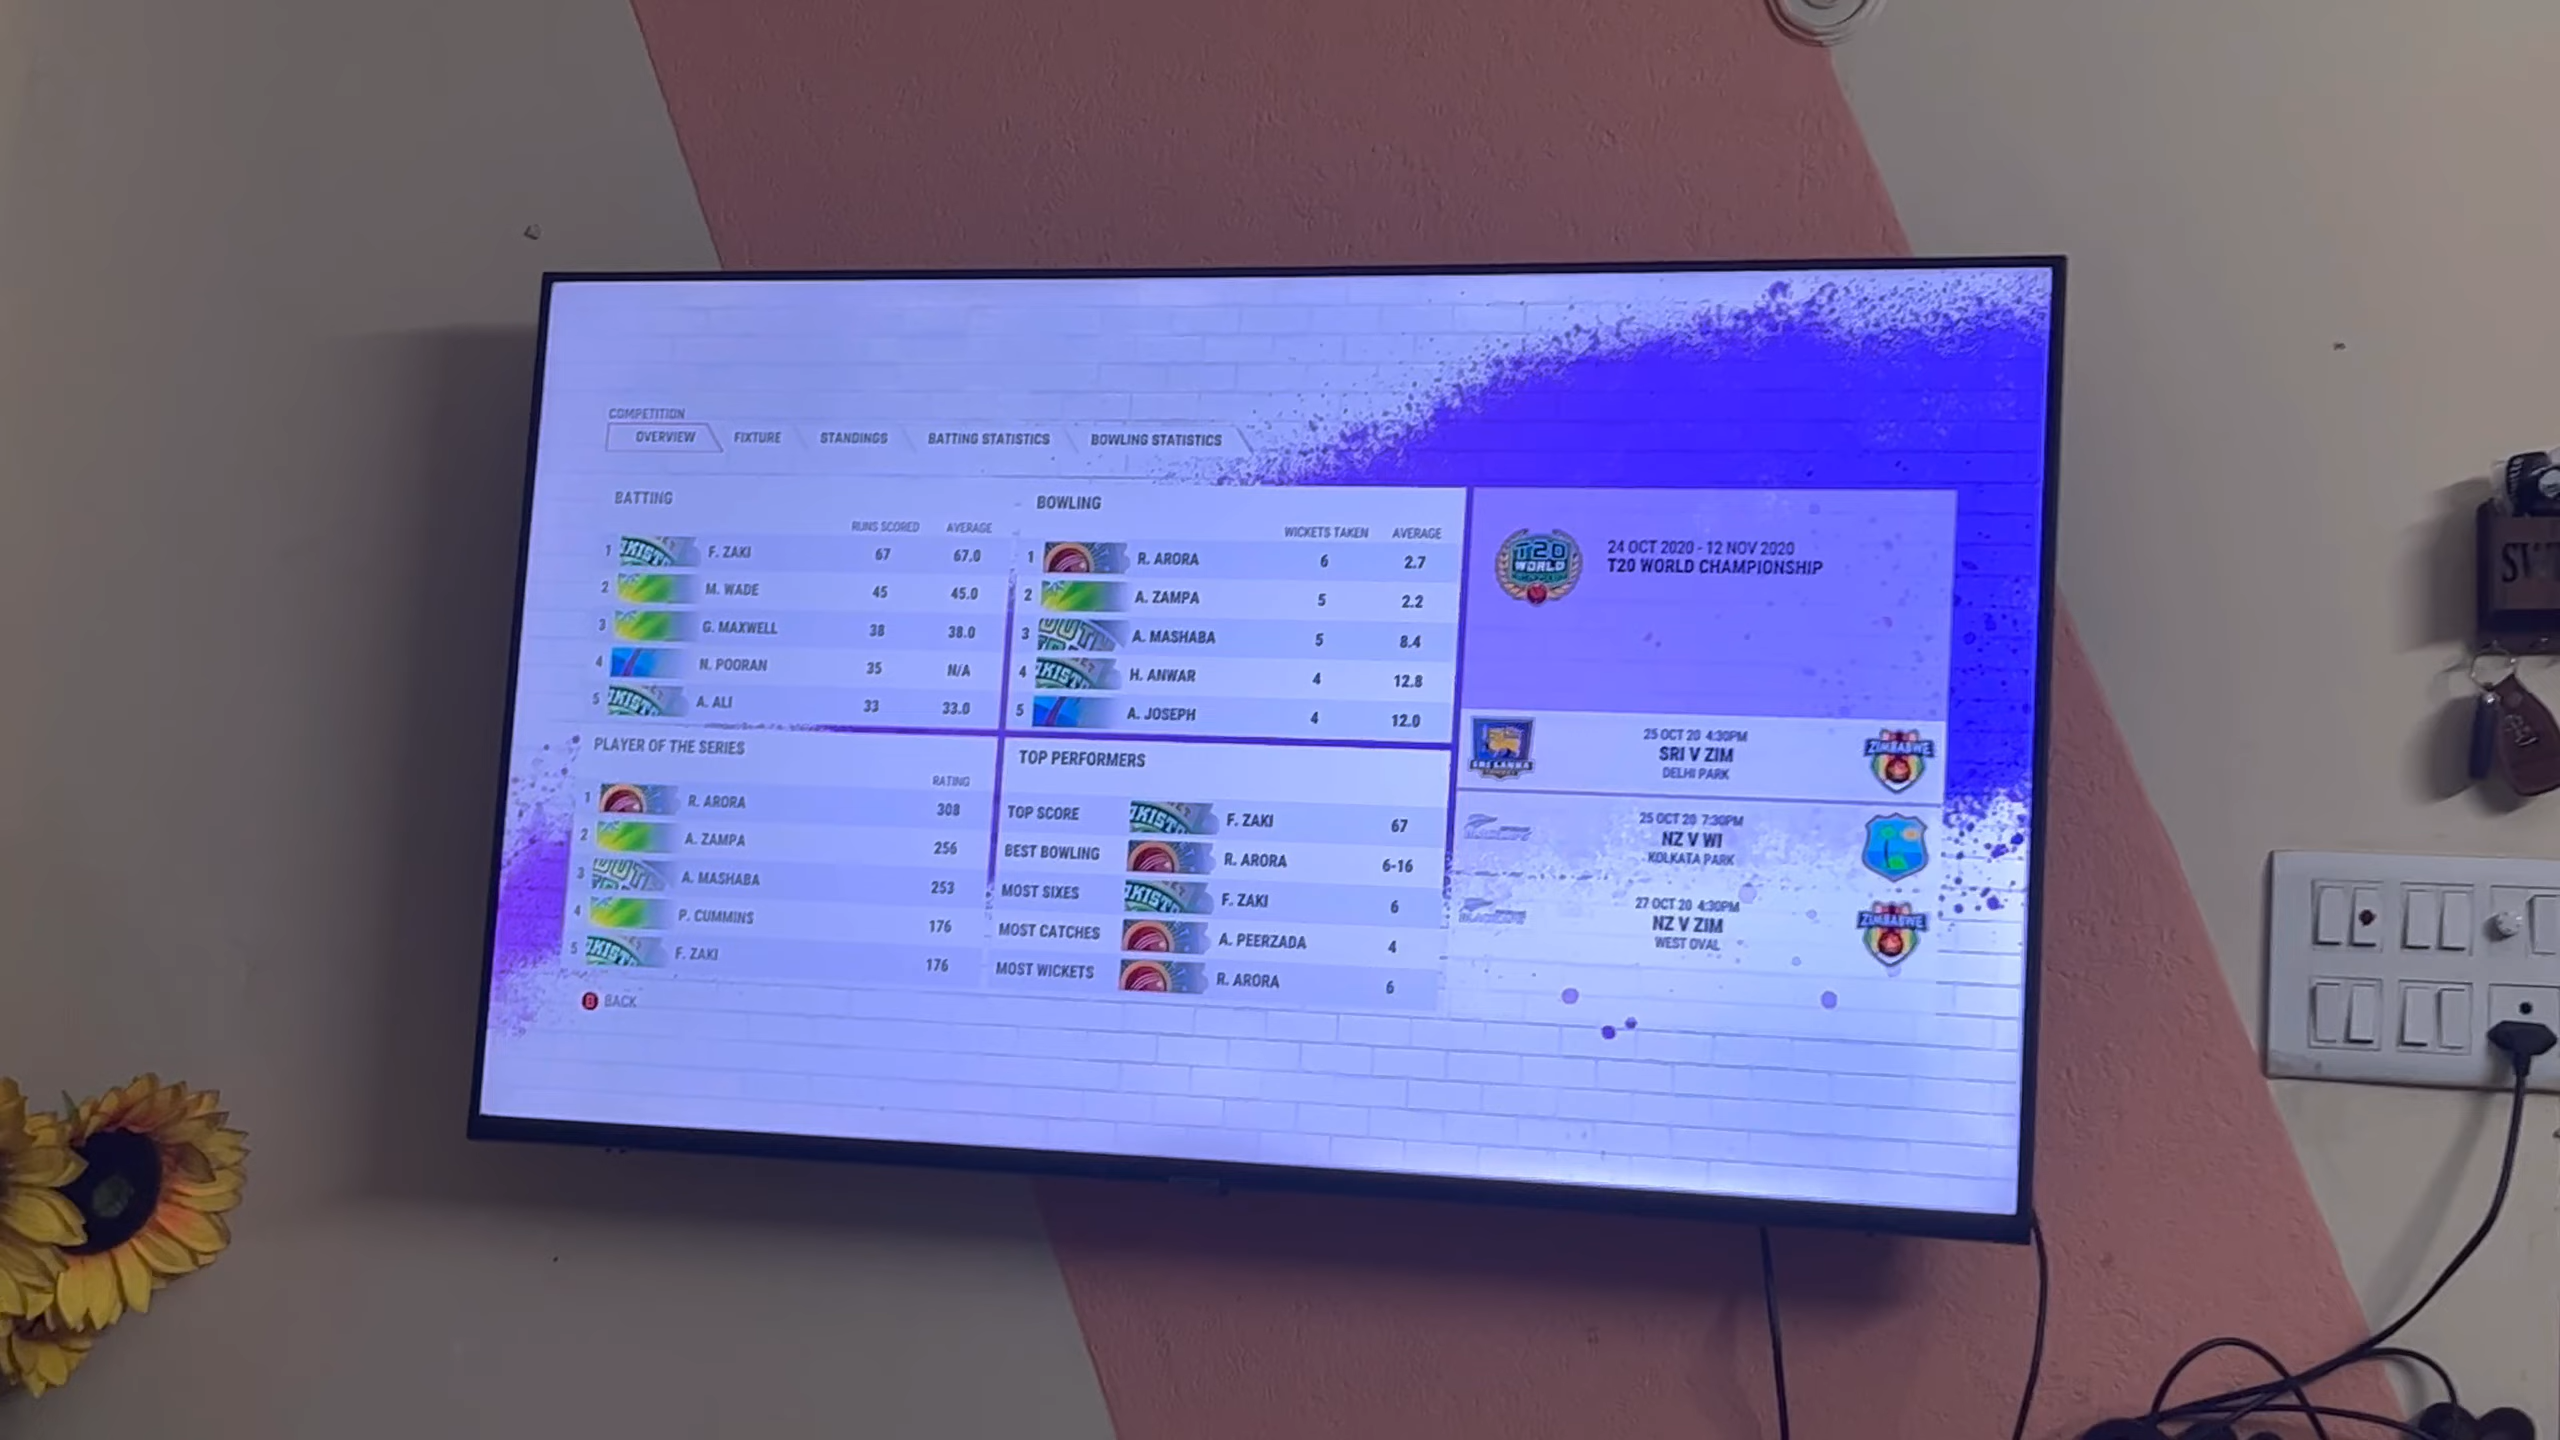 COMPETITION
OVERVIEW FIXTURE STANDINGS BATTING STATISTICS BOWLING STATISTICS
BATTING
RUNS SCORED AVERAGE
1 F. ZAKI 67 67.0
2 M. WADE 45 45.0
3 G. MAXWELL 38 38.0
4 N. POORAN 35 N/A
5 A. ALI 33 33.0
BOWLING
WICKETS TAKEN AVERAGE
1 R. ARORA 6 2.7
2 A. ZAMPA 5 2.2
3 A. MASHABA 5 8.4
4 H. ANWAR 4 12.8
5 A. JOSEPH 4 12.0
PLAYER OF THE SERIES
RATING
1 R. ARORA 308
2 A. ZAMPA 256
3 A. MASHABA 253
4 P. CUMMINS 176
5 F. ZAKI 176
TOP PERFORMERS
TOP SCORE F. ZAKI 67
BEST BOWLING R. ARORA 6-16
MOST SIXES F. ZAKI 6
MOST CATCHES A. PEERZADA 4
MOST WICKETS R. ARORA 6
T20
WORLD
24 OCT 2020 - 12 NOV 2020
T20 WORLD CHAMPIONSHIP
SRI LANKA
25 OCT 20 4:30PM
SRI V ZIM
DELHI PARK
ZIMBABWE
25 OCT 20 7:30PM
NZ V WI
KOLKATA PARK
27 OCT 20 4:30PM
NZ V ZIM
WEST OVAL
ZIMBABWE
B BACK